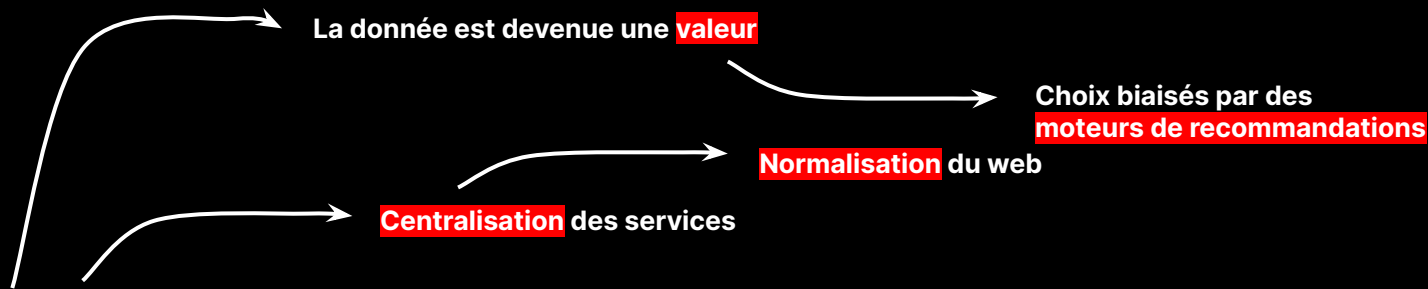 La donnée est devenue une valeur
Choix biaisés par des
moteurs de recommandations
Normalisation du web
Centralisation des services